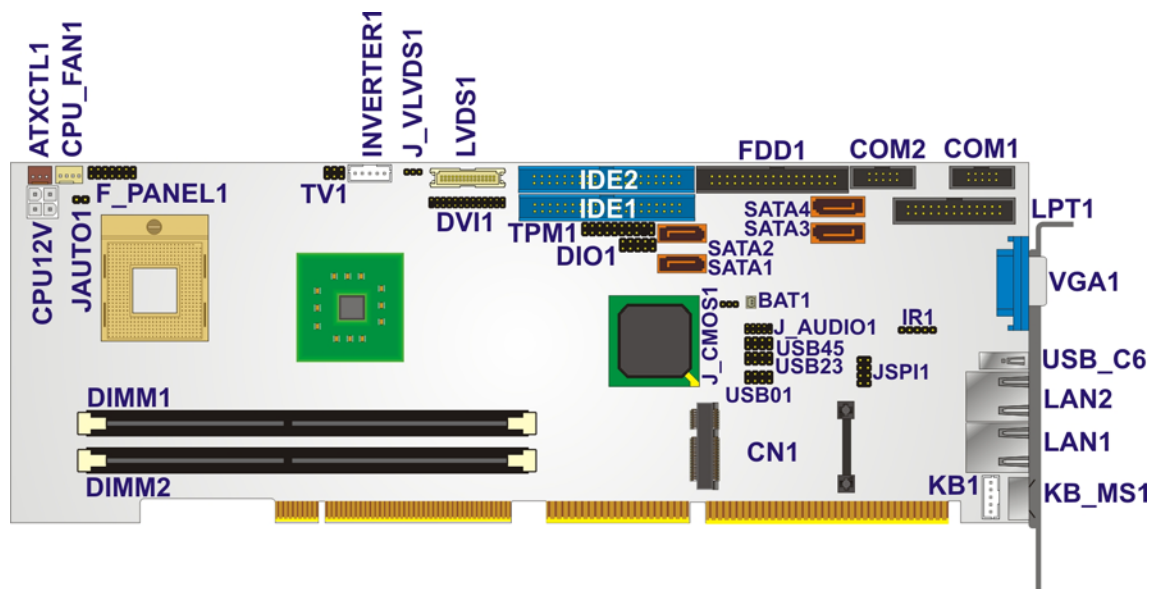 ATXCTL1
CPU_FAN1
INVERTER1
J_VLVDS1
LVDS1
FDD1
COM2
COM1
F_PANEL1
TV1
IDE2
IDE1
DVI1
TPM1
DIO1
SATA4
SATA3
SATA2
SATA1
LPT1
CPU12V
JAUTO1
VGA1
J_CMOS1
BAT1
IR1
J_AUDIO1
USB45
USB23
USB01
JSPI1
USB_C6
LAN2
LAN1
DIMM1
DIMM2
CN1
KB1
KB_MS1